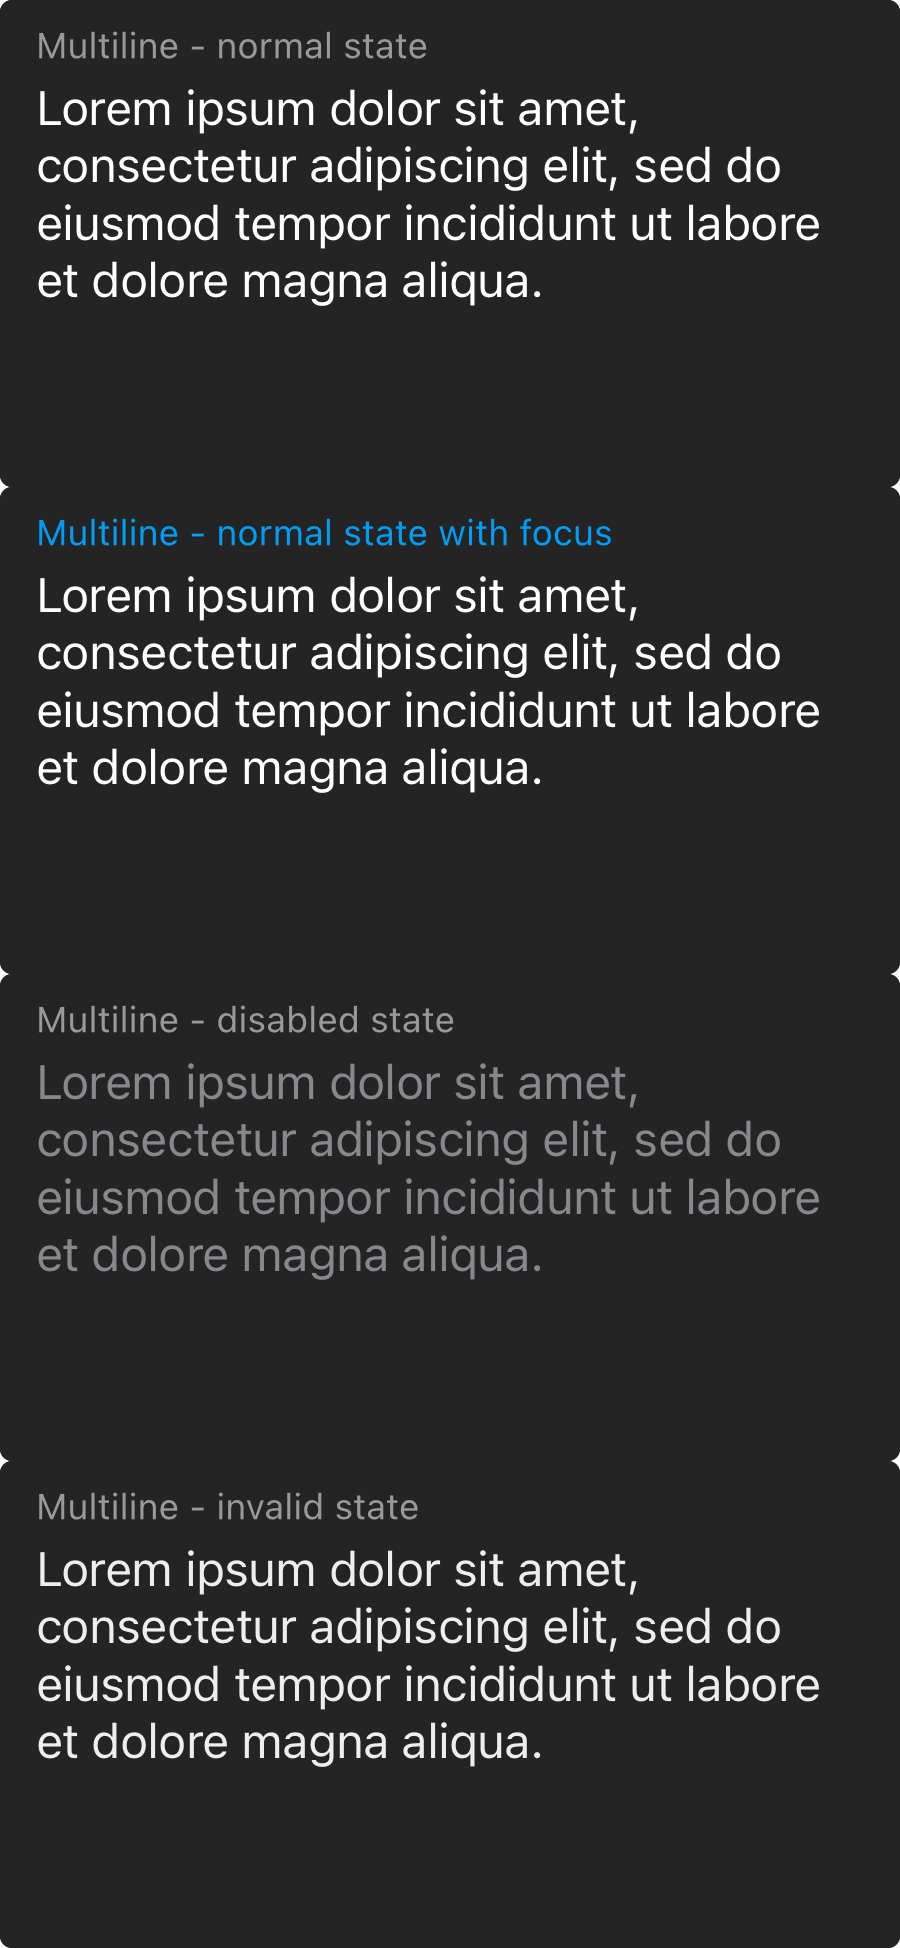 Multiline - normal state
Lorem ipsum dolor sit amet,
consectetur adipiscing elit, sed do
eiusmod tempor incididunt ut labore
et dolore magna aliqua.
Multiline - normal state with focus
Lorem ipsum dolor sit amet,
consectetur adipiscing elit, sed do
eiusmod tempor incididunt ut labore
et dolore magna aliqua.
Multiline - disabled state
Lorem ipsum dolor sit amet,
consectetur adipiscing elit, sed do
eiusmod tempor incididunt ut labore
et dolore magna aliqua.
Multiline - invalid state
Lorem ipsum dolor sit amet,
consectetur adipiscing elit, sed do
eiusmod tempor incididunt ut labore
et dolore magna aliqua.